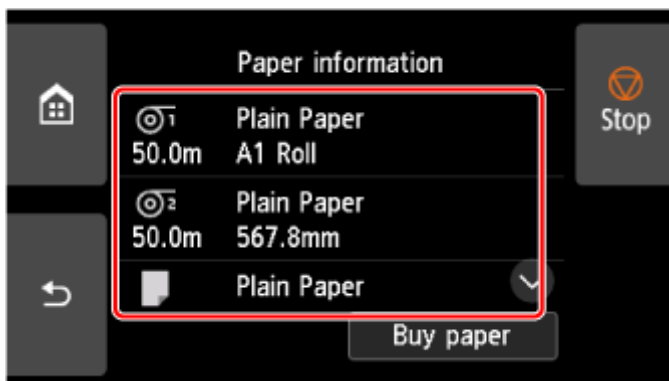 Paper information
Stop
1
Plain Paper
50.0m A1 Roll
2
Plain Paper
50.0m 567.8mm
Plain Paper
Buy paper